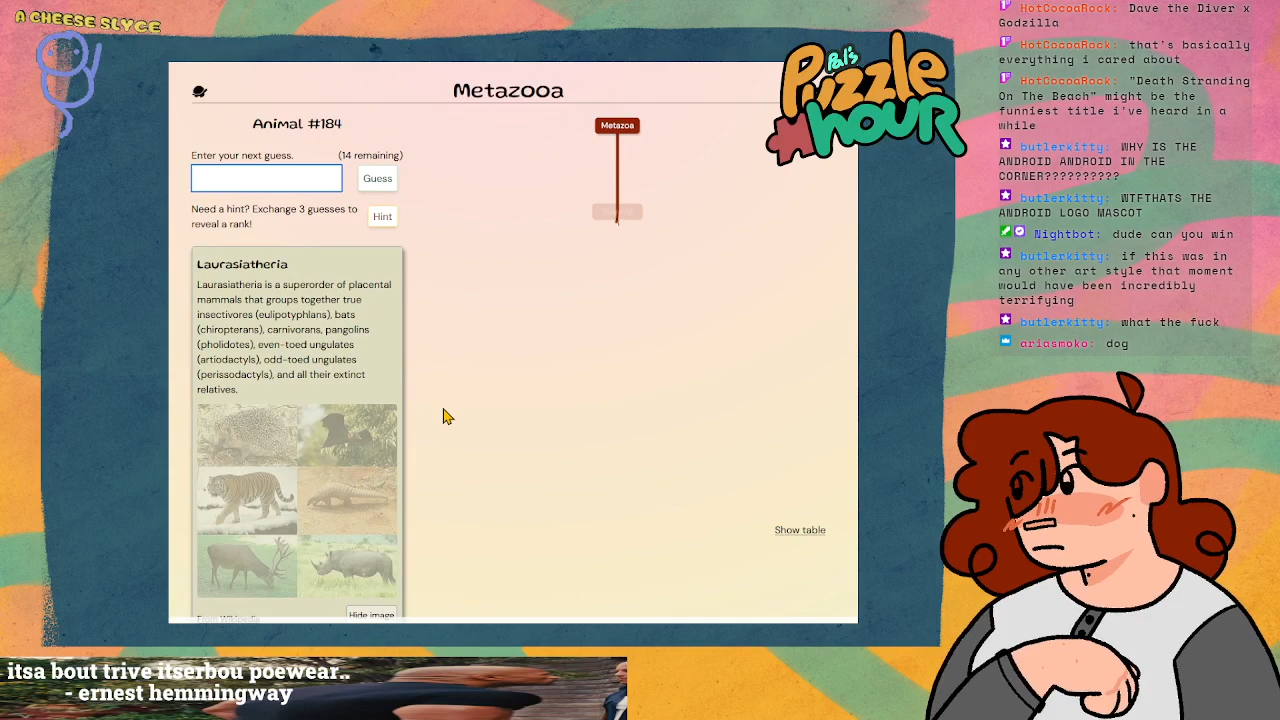 A CHEESE SLYCE
Metazooa
Pal's
Puzzle
Hour
Animal #184
Metazoa
Enter your next guess.
(14 remaining)
Guess
Need a hint? Exchange 3 guesses to
reveal a rank!
Hint
Laurasiatheria
Laurasiatheria is a superorder of placental
mammals that groups together true
insectivores (eulipotyphlans), bats
(chiropterans), carnivorans, pangolins
(pholidotes), even-toed ungulates
(artiodactyls), odd-toed ungulates
(perissodactyls), and all their extinct
relatives.
From Wikipedia
Hide image
Show table
HotCocoaRock: Dave the Diver x
Godzilla
HotCocoaRock: that's basically
everything i cared about
HotCocoaRock: "Death Stranding
On The Beach" might be the
funniest title i've heard in a
while
butlerkitty: WHY IS THE
ANDROID ANDROID IN THE
CORNER??????????
butlerkitty: WTFTHATS THE
ANDROID LOGO MASCOT
Nightbot: dude can you win
butlerkitty: if this was in
any other art style that moment
would have been incredibly
terrifying
butlerkitty: what the fuck
ariasmoko: dog
itsa bout trive itserbou poewear..
- ernest hemmingway